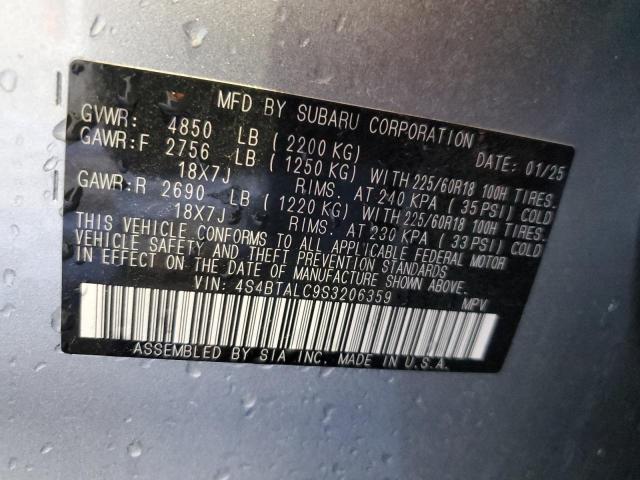 MFD BY SUBARU CORPORATION DATE: 01/25
GVWR: 4850 LB ( 2200 KG)
GAWR:F 2756 LB ( 1250 KG) WITH 225/60R18 100H TIRES.
18X7J RIMS. AT 240 KPA ( 35 PSI) COLD
GAWR:R 2690 LB ( 1220 KG) WITH 225/60R18 100H TIRES.
18X7J RIMS. AT 230 KPA ( 33 PSI) COLD
THIS VEHICLE CONFORMS TO ALL APPLICABLE FEDERAL MOTOR
VEHICLE SAFETY AND THEFT PREVENTION STANDARDS
IN EFFECT ON THE DATE OF MANUFACTURE SHOWN ABOVE.
VIN: 4S4BTALC9S3206359 MPV
ASSEMBLED BY SIA INC. MADE IN U.S.A.